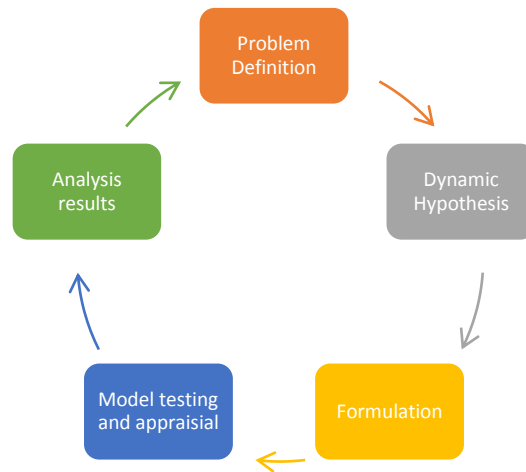 Problem
Definition
Dynamic
Hypothesis
Formulation
Model testing
and appraisial
Analysis
results